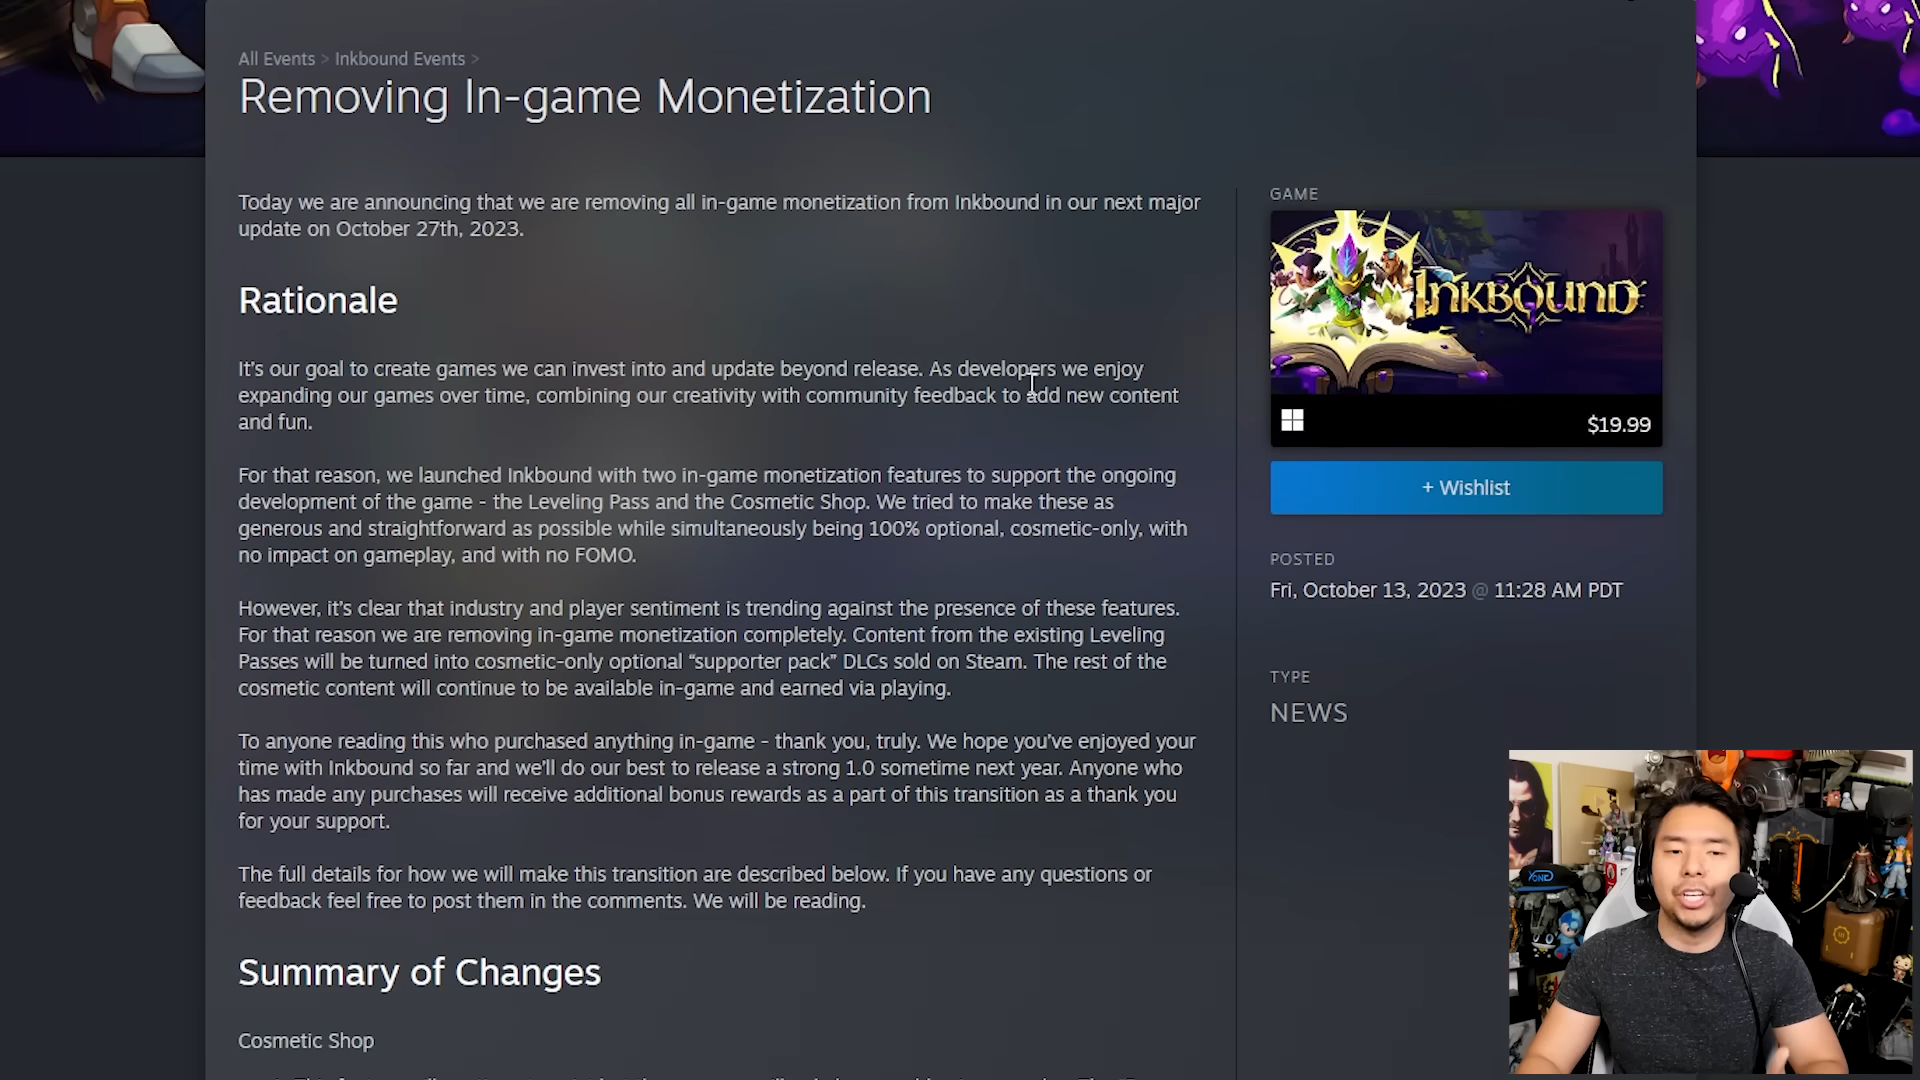 All Events > Inkbound Events >
Removing In-game Monetization
Today we are announcing that we are removing all in-game monetization from Inkbound in our next major
update on October 27th, 2023.
Rationale
It's our goal to create games we can invest into and update beyond release. As developers we enjoy
expanding our games over time, combining our creativity with community feedback to add new content
and fun.
For that reason, we launched Inkbound with two in-game monetization features to support the ongoing
development of the game - the Leveling Pass and the Cosmetic Shop. We tried to make these as
generous and straightforward as possible while simultaneously being 100% optional, cosmetic-only, with
no impact on gameplay, and with no FOMO.
However, it's clear that industry and player sentiment is trending against the presence of these features.
For that reason we are removing in-game monetization completely. Content from the existing Leveling
Passes will be turned into cosmetic-only optional “supporter pack” DLCs sold on Steam. The rest of the
cosmetic content will continue to be available in-game and earned via playing.
To anyone reading this who purchased anything in-game - thank you, truly. We hope you've enjoyed your
time with Inkbound so far and we'll do our best to release a strong 1.0 sometime next year. Anyone who
has made any purchases will receive additional bonus rewards as a part of this transition as a thank you
for your support.
The full details for how we will make this transition are described below. If you have any questions or
feedback feel free to post them in the comments. We will be reading.
Summary of Changes
Cosmetic Shop
GAME
INKBOUND
$19.99
+ Wishlist
POSTED
Fri, October 13, 2023 @ 11:28 AM PDT
TYPE
NEWS